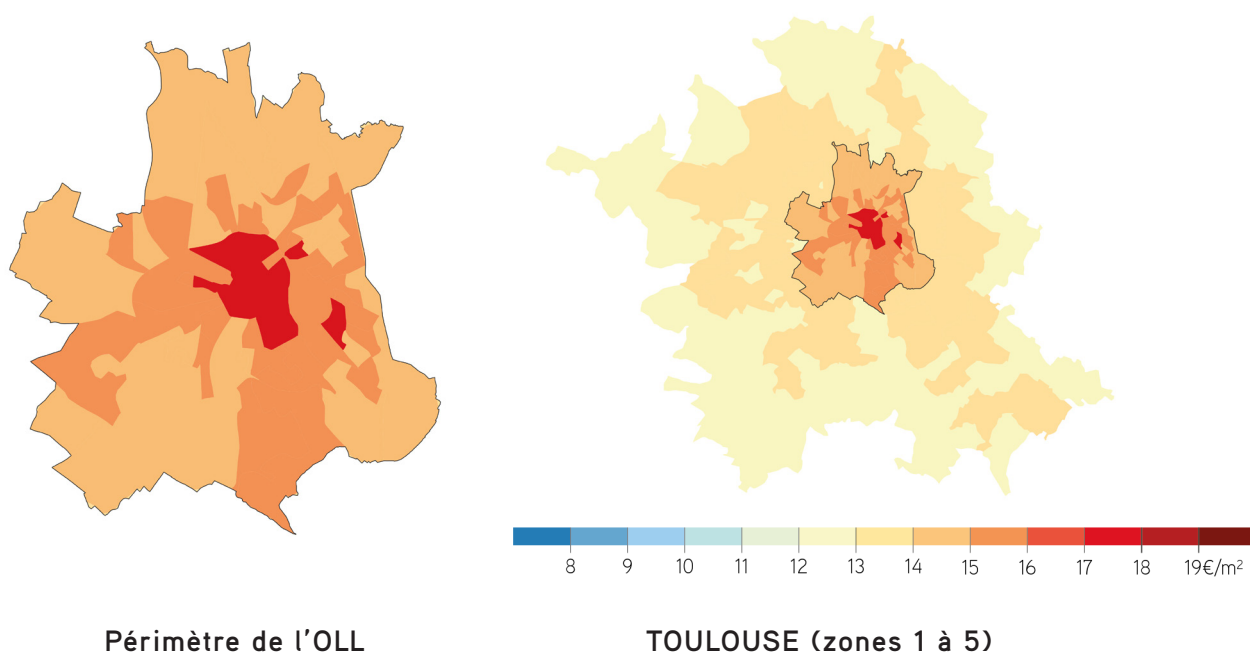 8 9 10 11 12 13 14 15 16 17 18 19€/m²
Périmètre de l'OLL
TOULOUSE (zones 1 à 5)